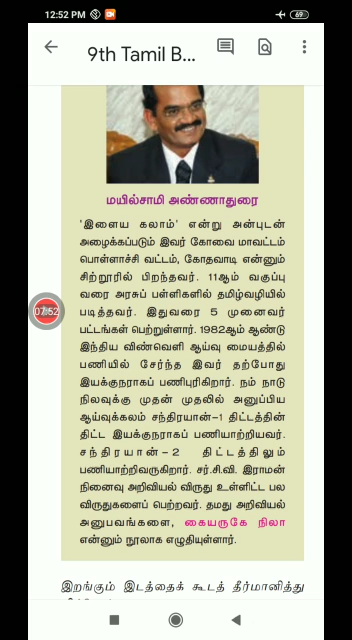 12:52 PM
69
9th Tamil B...
மயில்சாமி அண்ணாதுரை
'இளைய கலாம்' என்று அன்புடன்
அழைக்கப்படும் இவர் கோவை மாவட்டம்
பொள்ளாச்சி வட்டம், கோதவாடி என்னும்
சிற்றூரில் பிறந்தவர். 11ஆம் வகுப்பு
வரை அரசுப் பள்ளிகளில் தமிழ்வழியில்
07:52
படித்தவர். இதுவரை 5 முனைவர்
பட்டங்கள் பெற்றுள்ளார். 1982ஆம் ஆண்டு
இந்திய விண்வெளி ஆய்வு மையத்தில்
பணியில் சேர்ந்த இவர் தற்போது
இயக்குநராகப் பணிபுரிகிறார். நம் நாடு
நிலவுக்கு முதன் முதலில் அனுப்பிய
ஆய்வுக்கலம் சந்திரயான்-1 திட்டத்தின்
திட்ட இயக்குநராகப் பணியாற்றியவர்.
சந்திரயான்-2 திட்டத்திலும்
பணியாற்றிவருகிறார். சர்.சி.வி. இராமன்
நினைவு அறிவியல் விருது உள்ளிட்ட பல
விருதுகளைப் பெற்றவர். தமது அறிவியல்
அனுபவங்களை, கையருகே நிலா
என்னும் நூலாக எழுதியுள்ளார்.
இறங்கும் இடத்தைக் கூடத் தீர்மானித்து